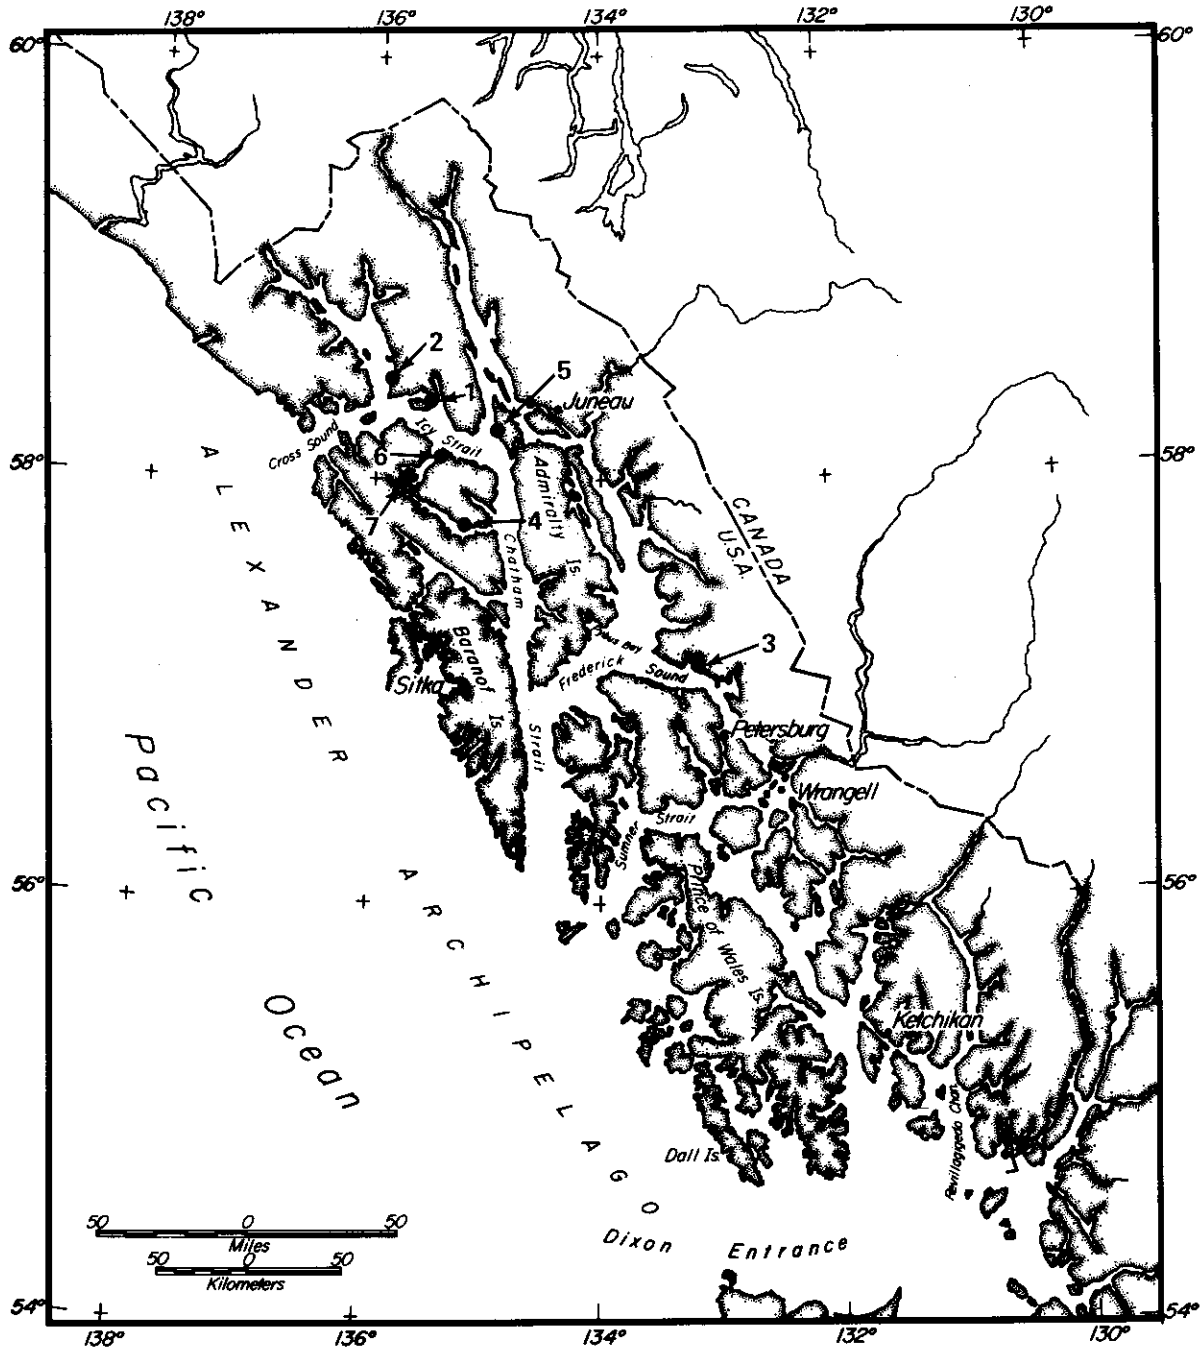 138°
136°
134°
132°
130°
60°
60°
2
1
5
Juneau
Icy Strait
Cross Sound
6
58°
58°
7
4
Admiralty Is.
Chatham Strait
CANADA
U.S.A.
3
Frederick Sound
Baranof Is.
Sitka
Petersburg
Wrangell
Sumner Strait
ALEXANDER ARCHIPELAGO
Pacific Ocean
56°
56°
Prince of Wales Is.
Ketchikan
Revillagigedo Chan.
Dall Is.
Dixon Entrance
50 0 50
Miles
50 0 50
Kilometers
54°
54°
138°
136°
134°
132°
130°